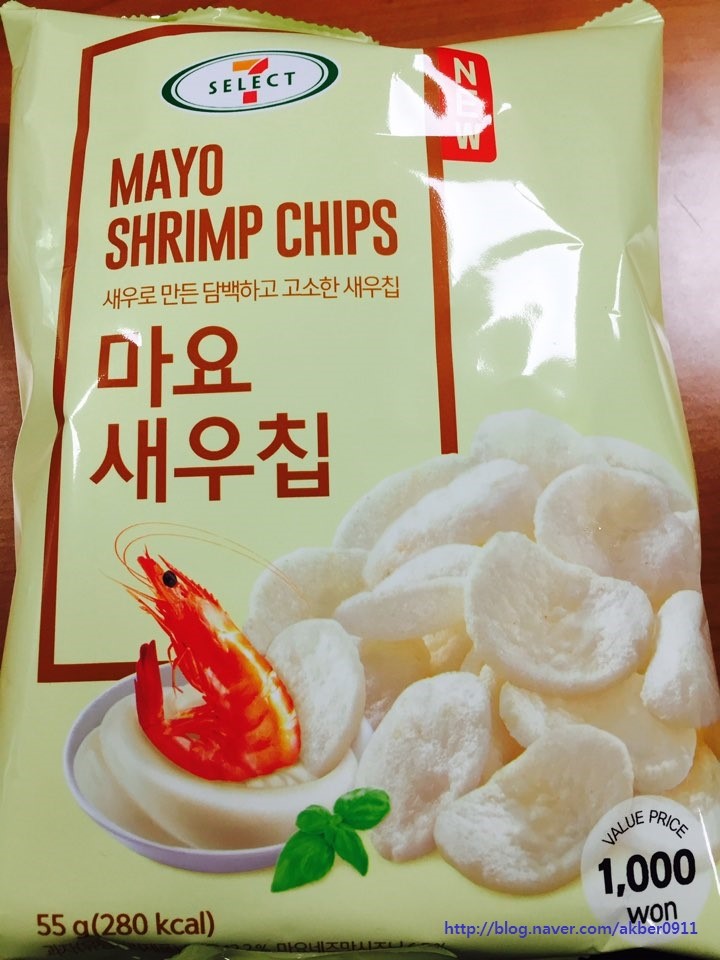 7 SELECT
NEW
MAYO
SHRIMP CHIPS
새우로 만든 담백하고 고소한 새우칩
마요
새우칩
VALUE PRICE
1,000
won
55 g(280 kcal)
http://blog.naver.com/akber0911